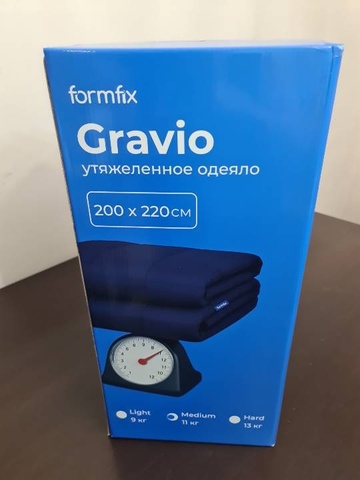 formfix
Gravio
утяжеленное одеяло
200 x 220 см
Light
9 кг
Medium
11 кг
Hard
13 кг